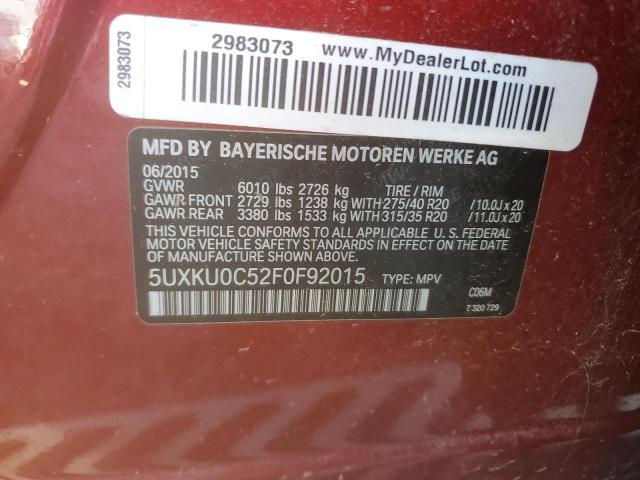 2983073
2983073 www.MyDealerLot.com
MFD BY BAYERISCHE MOTOREN WERKE AG
06/2015
GVWR 6010 lbs 2726 kg TIRE / RIM
GAWR FRONT 2729 lbs 1238 kg WITH 275/40 R20 /10.0J x 20
GAWR REAR 3380 lbs 1533 kg WITH 315/35 R20 /11.0J x 20
THIS VEHICLE CONFORMS TO ALL APPLICABLE U. S. FEDERAL
MOTOR VEHICLE SAFETY STANDARDS IN EFFECT ON THE DATE
OF MANUFACTURE SHOWN ABOVE.
5UXKU0C52F0F92015 TYPE: MPV
C06M
7 320 729